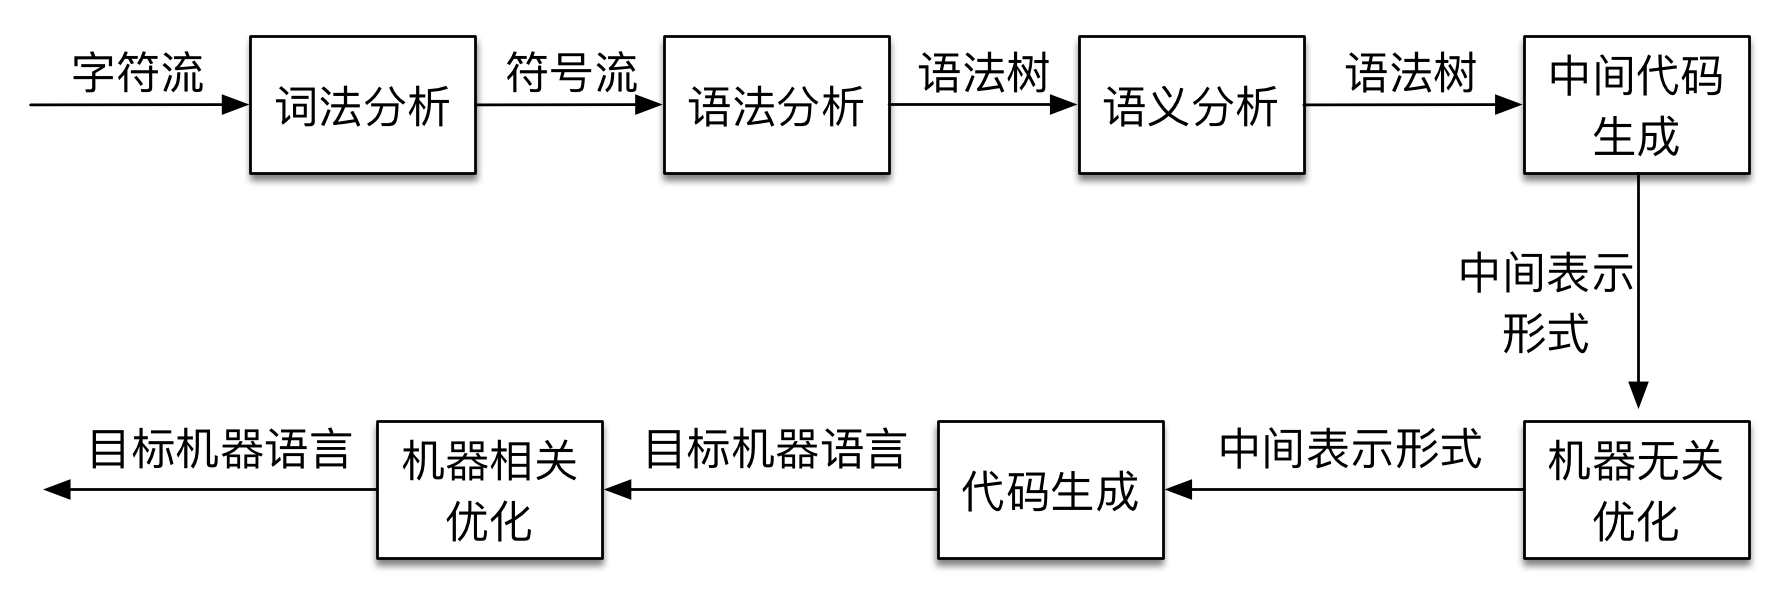 字符流
词法分析
符号流
语法分析
语法树
语义分析
语法树
中间代码
生成
中间表示
形式
机器无关
优化
中间表示形式
代码生成
目标机器语言
机器相关
优化
目标机器语言